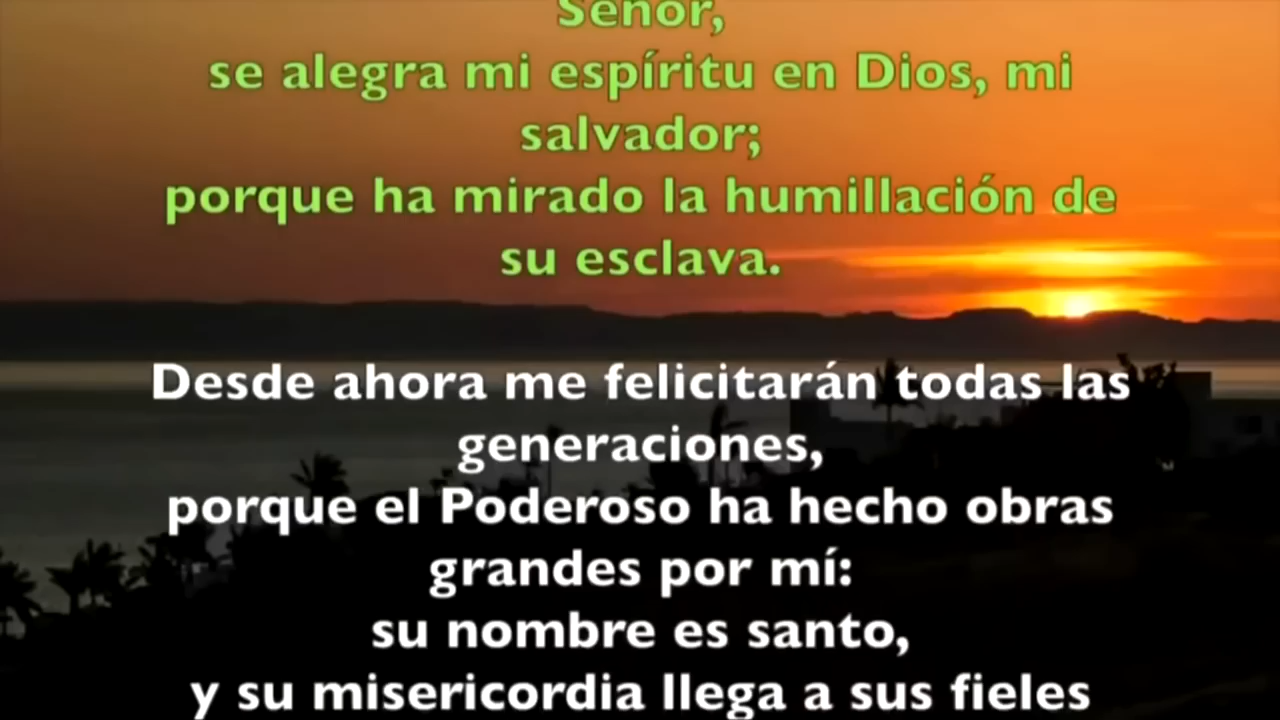 Señor,
se alegra mi espíritu en Dios, mi
salvador;
porque ha mirado la humillación de
su esclava.
Desde ahora me felicitarán todas las
generaciones,
porque el Poderoso ha hecho obras
grandes por mí:
su nombre es santo,
y su misericordia llega a sus fieles